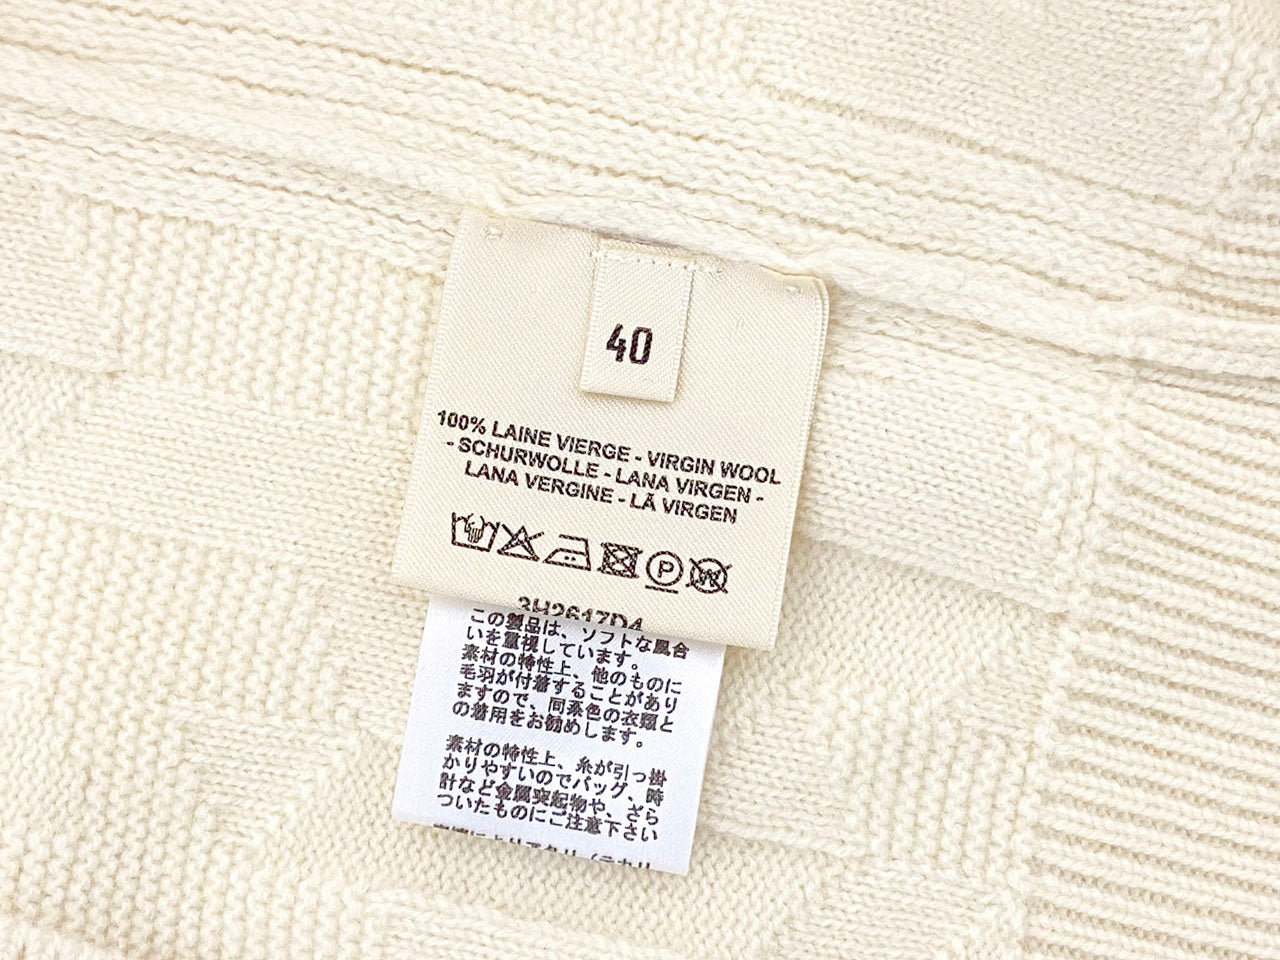 40
100% LAINE VIERGE - VIRGIN WOOL
- SCHURWOLLE - LANA VIRGEN -
LANA VERGINE - LÃ VIRGEN
P
W
3H2617D4
この製品は、ソフトな風合
いを重視しています。
素材の特性上、他のものに
毛羽が付着することがあり
ますので、同系色の衣類と
の着用をお勧めします。
素材の特性上、糸が引っ掛
かりやすいのでバッグ、時
計など金属突起物や、ざら
ついたものにご注意下さい